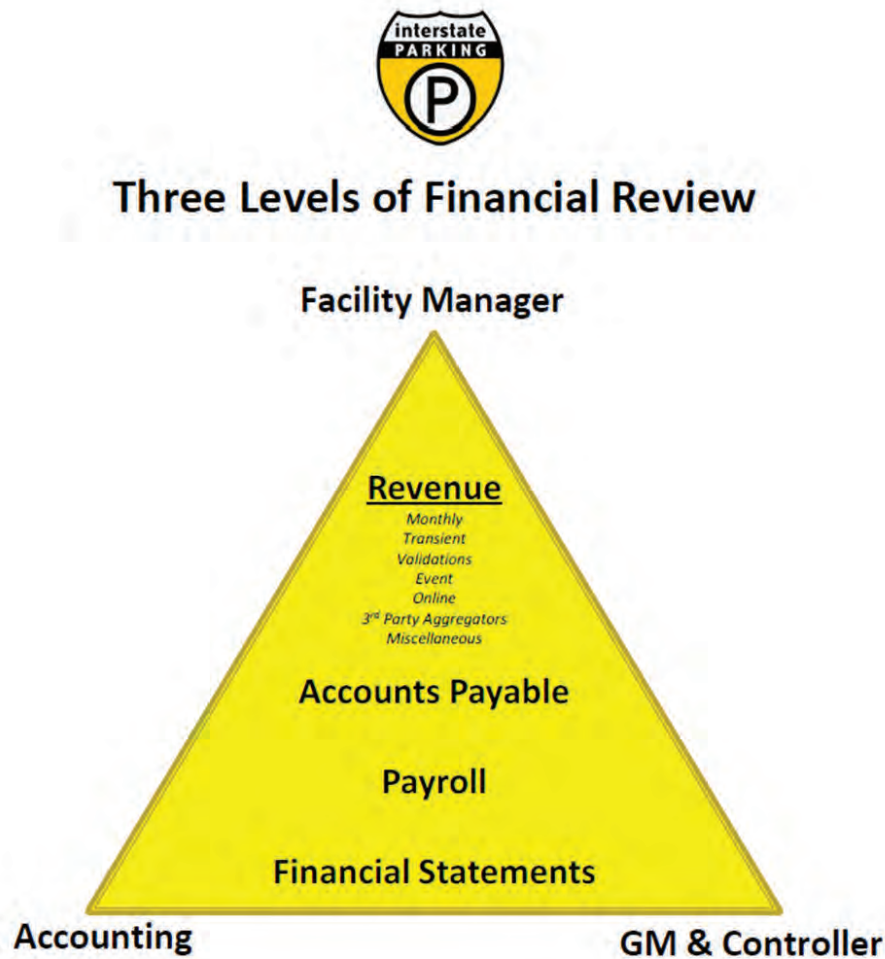 interstate
PARKING
P
Three Levels of Financial Review
Facility Manager
Revenue
Monthly
Transient
Validations
Event
Online
3rd Party Aggregators
Miscellaneous
Accounts Payable
Payroll
Financial Statements
Accounting
GM & Controller